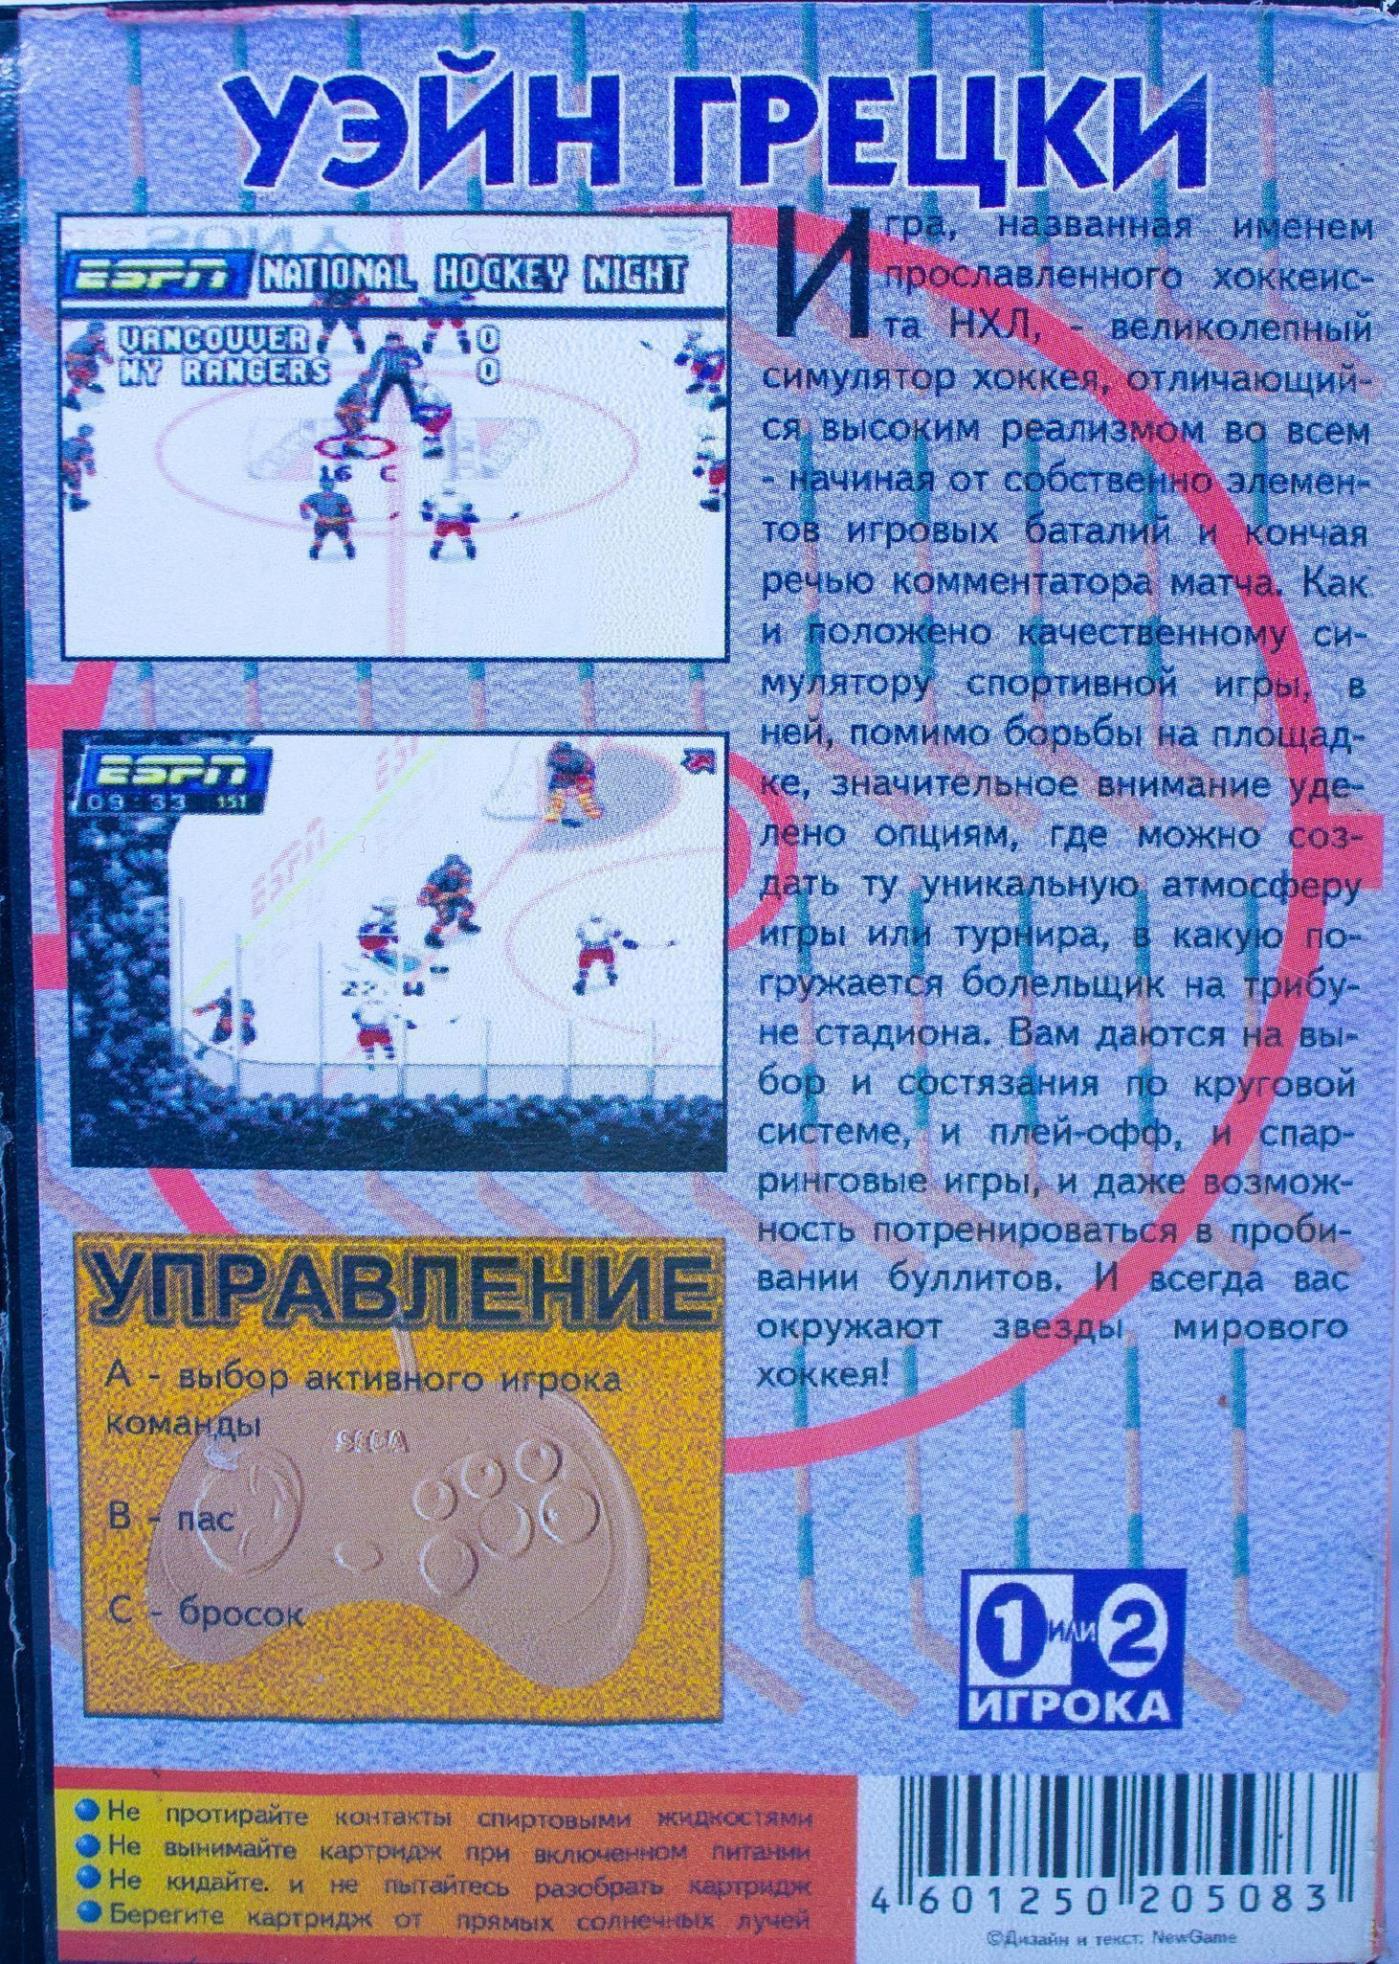 УЭЙН ГРЕЦКИ
ESPN NATIONAL HOCKEY NIGHT
VANCOUVER 0
NY RANGERS 0
16 C
Игра, названная именем
прославленного хоккеис-
та НХЛ, - великолепный
симулятор хоккея, отличающий-
ся высоким реализмом во всем
- начиная от собственно элемен-
тов игровых баталий и кончая
речью комментатора матча. Как
и положено качественному си-
мулятору спортивной игры, в
ней, помимо борьбы на площад-
ке, значительное внимание уде-
лено опциям, где можно соз-
дать ту уникальную атмосферу
игры или турнира, в какую по-
гружается болельщик на трибу-
не стадиона. Вам даются на вы-
бор и состязания по круговой
системе, и плей-офф, и спар-
ринговые игры, и даже возмож-
ность потренироваться в проби-
вании буллитов. И всегда вас
окружают звезды мирового
хоккея!
ESPN
09:33 1ST
ESPN
УПРАВЛЕНИЕ
A - выбор активного игрока
команды
SEGA
B - пас
C - бросок
1 или 2
ИГРОКА
Не протирайте контакты спиртовыми жидкостями
Не вынимайте картридж при включенном питании
Не кидайте. и не пытайтесь разобрать картридж
Берегите картридж от прямых солнечных лучей
4 601250 205083
©Дизайн и текст: NewGame